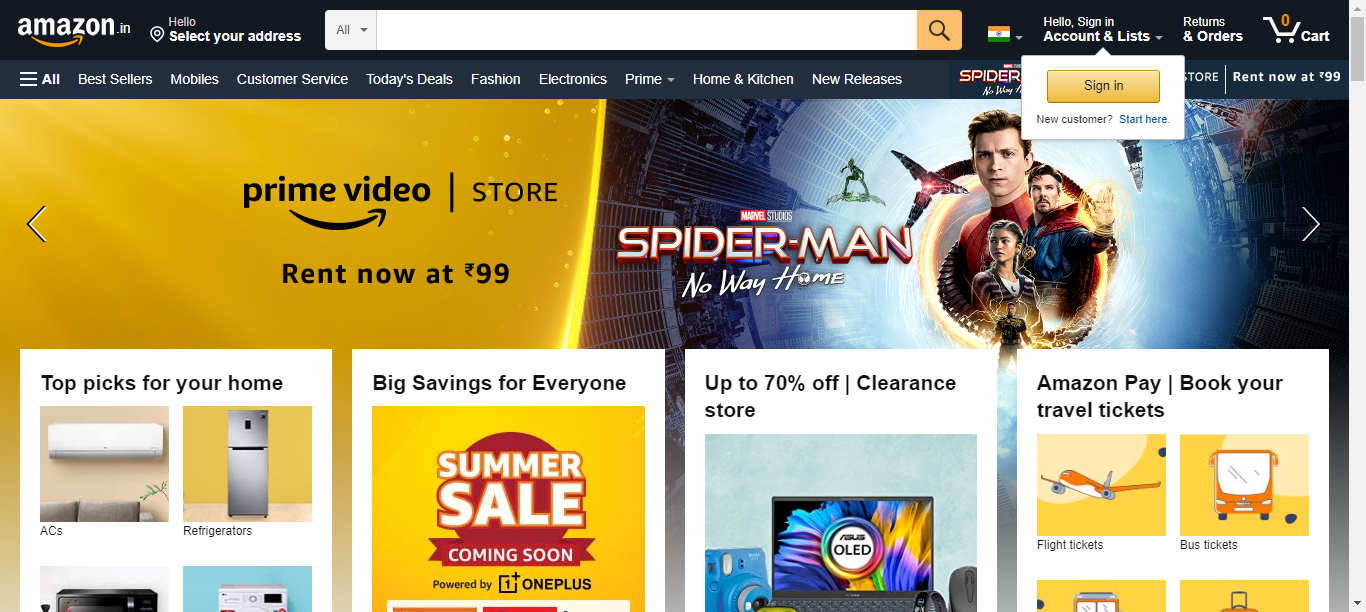 amazon.in
Hello
Select your address
All
Hello, Sign in
Account & Lists
Returns
& Orders
0
Cart
All
Best Sellers
Mobiles
Customer Service
Today's Deals
Fashion
Electronics
Prime
Home & Kitchen
New Releases
SPIDER
No Way
STORE
Rent now at ₹99
Sign in
New customer? Start here.
prime video | STORE
Rent now at ₹99
MARVEL STUDIOS
SPIDER-MAN
No Way Home
Top picks for your home
ACs
Refrigerators
Big Savings for Everyone
SUMMER
SALE
COMING SOON
Powered by 1+ ONEPLUS
Up to 70% off | Clearance
store
ASUS
OLED
Amazon Pay | Book your
travel tickets
Flight tickets
Bus tickets